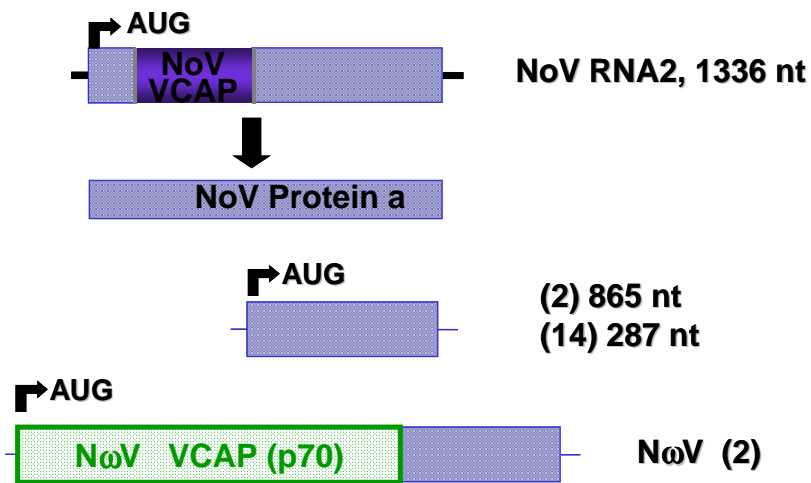 AUG
NoV
VCAP
NoV RNA2, 1336 nt
NoV Protein a
AUG
(2) 865 nt
(14) 287 nt
AUG
NωV VCAP (p70)
NωV (2)